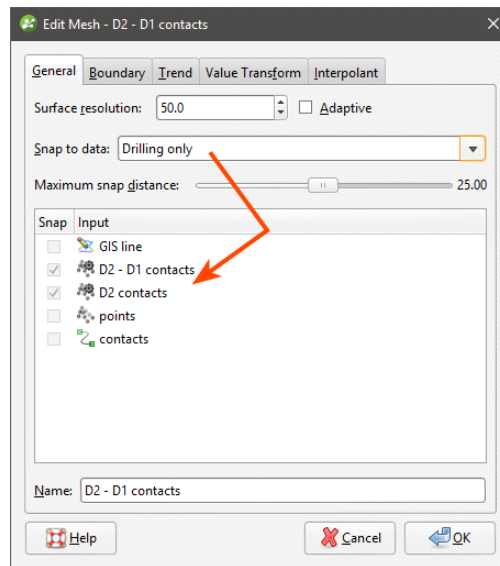 Edit Mesh - D2 - D1 contacts
General Boundary Trend Value Transform Interpolant
Surface resolution: 50.0 Adaptive
Snap to data: Drilling only
Maximum snap distance: 25.00
Snap Input
GIS line
D2 - D1 contacts
D2 contacts
points
contacts
Name: D2 - D1 contacts
Help Cancel OK